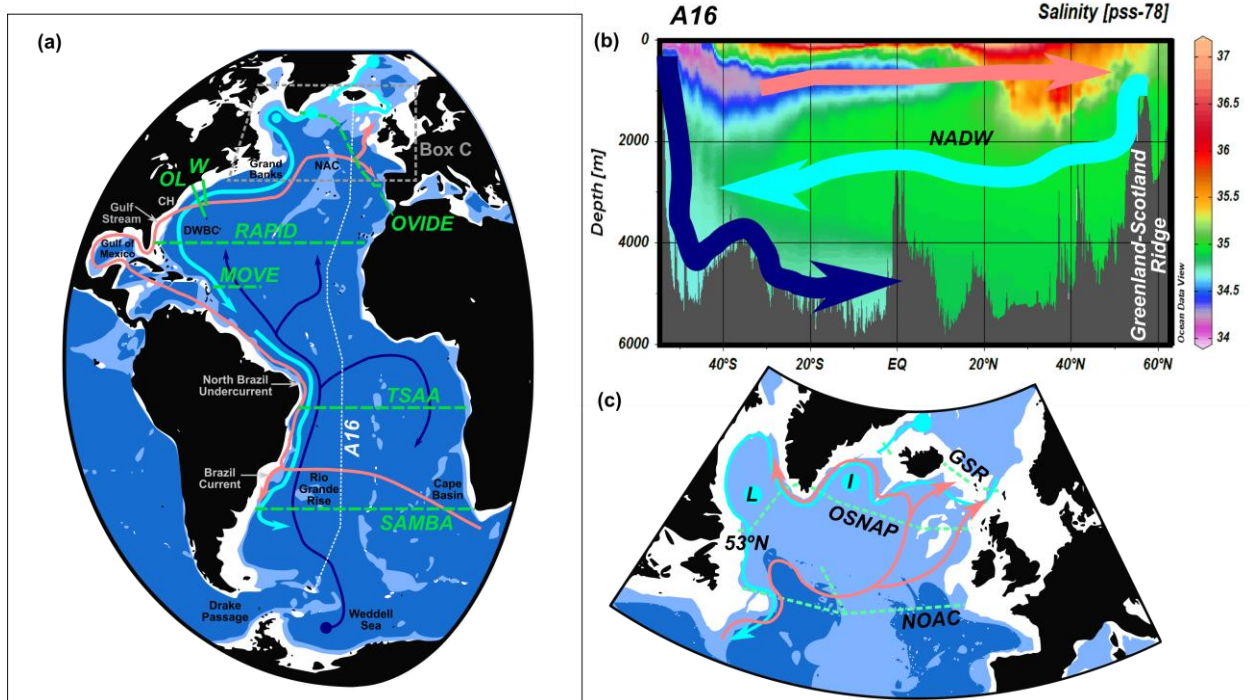 (a)
Box C
W
OL
Grand
Banks
NAC
CH
Gulf
Stream
OVIDE
DWBC
RAPID
Gulf of
Mexico
MOVE
North Brazil
Undercurrent
TSAA
A16
Brazil
Current
Rio
Grande
Rise
Cape
Basin
SAMBA
Drake
Passage
Weddell
Sea
A16
Salinity [pss-78]
(b)
0
2000
4000
6000
Depth [m]
NADW
Greenland-Scotland
Ridge
Ocean Data View
40°S
20°S
EQ
20°N
40°N
60°N
37
36.5
36
35.5
35
34.5
34
(c)
GSR
L
I
OSNAP
53°N
NOAC